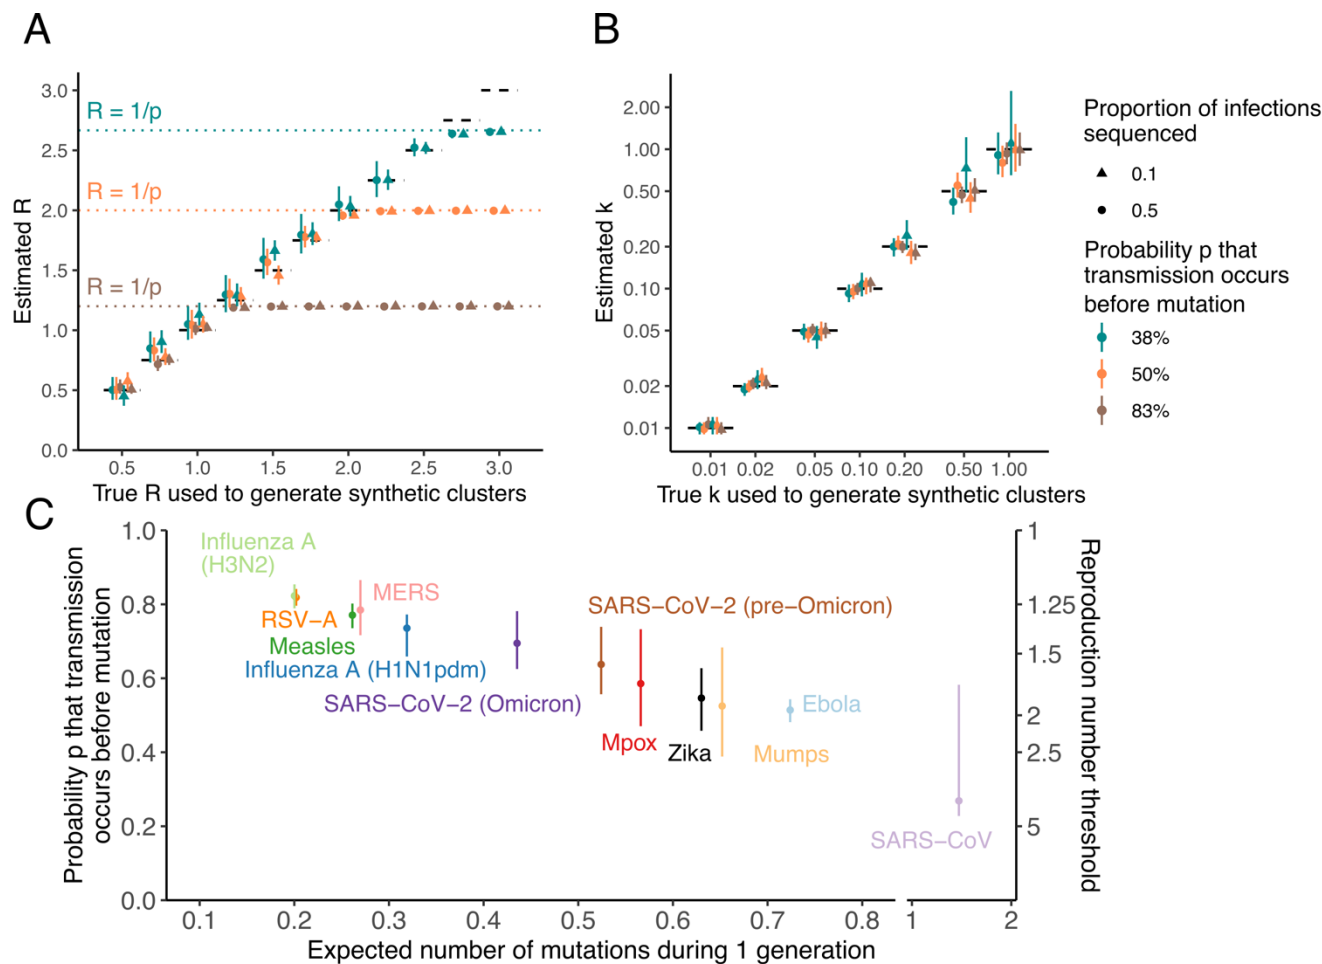 A
Estimated R
3.0
2.5
2.0
1.5
1.0
0.5
0.0
R = 1/p
R = 1/p
R = 1/p
0.5 1.0 1.5 2.0 2.5 3.0
True R used to generate synthetic clusters
B
Estimated k
2.00
1.00
0.50
0.20
0.10
0.05
0.02
0.01
0.01 0.02 0.05 0.10 0.20 0.50 1.00
True k used to generate synthetic clusters
Proportion of infections
sequenced
0.1
0.5
Probability p that
transmission occurs
before mutation
38%
50%
83%
C
Probability p that transmission
occurs before mutation
1.0
0.8
0.6
0.4
0.2
0.0
Influenza A
(H3N2)
RSV−A
Measles
MERS
Influenza A (H1N1pdm)
SARS−CoV−2 (Omicron)
SARS−CoV−2 (pre−Omicron)
Mpox
Zika
Mumps
Ebola
SARS−CoV
1
1.25
1.5
2
2.5
5
Reproduction number threshold
0.1 0.2 0.3 0.4 0.5 0.6 0.7 0.8 1 2
Expected number of mutations during 1 generation